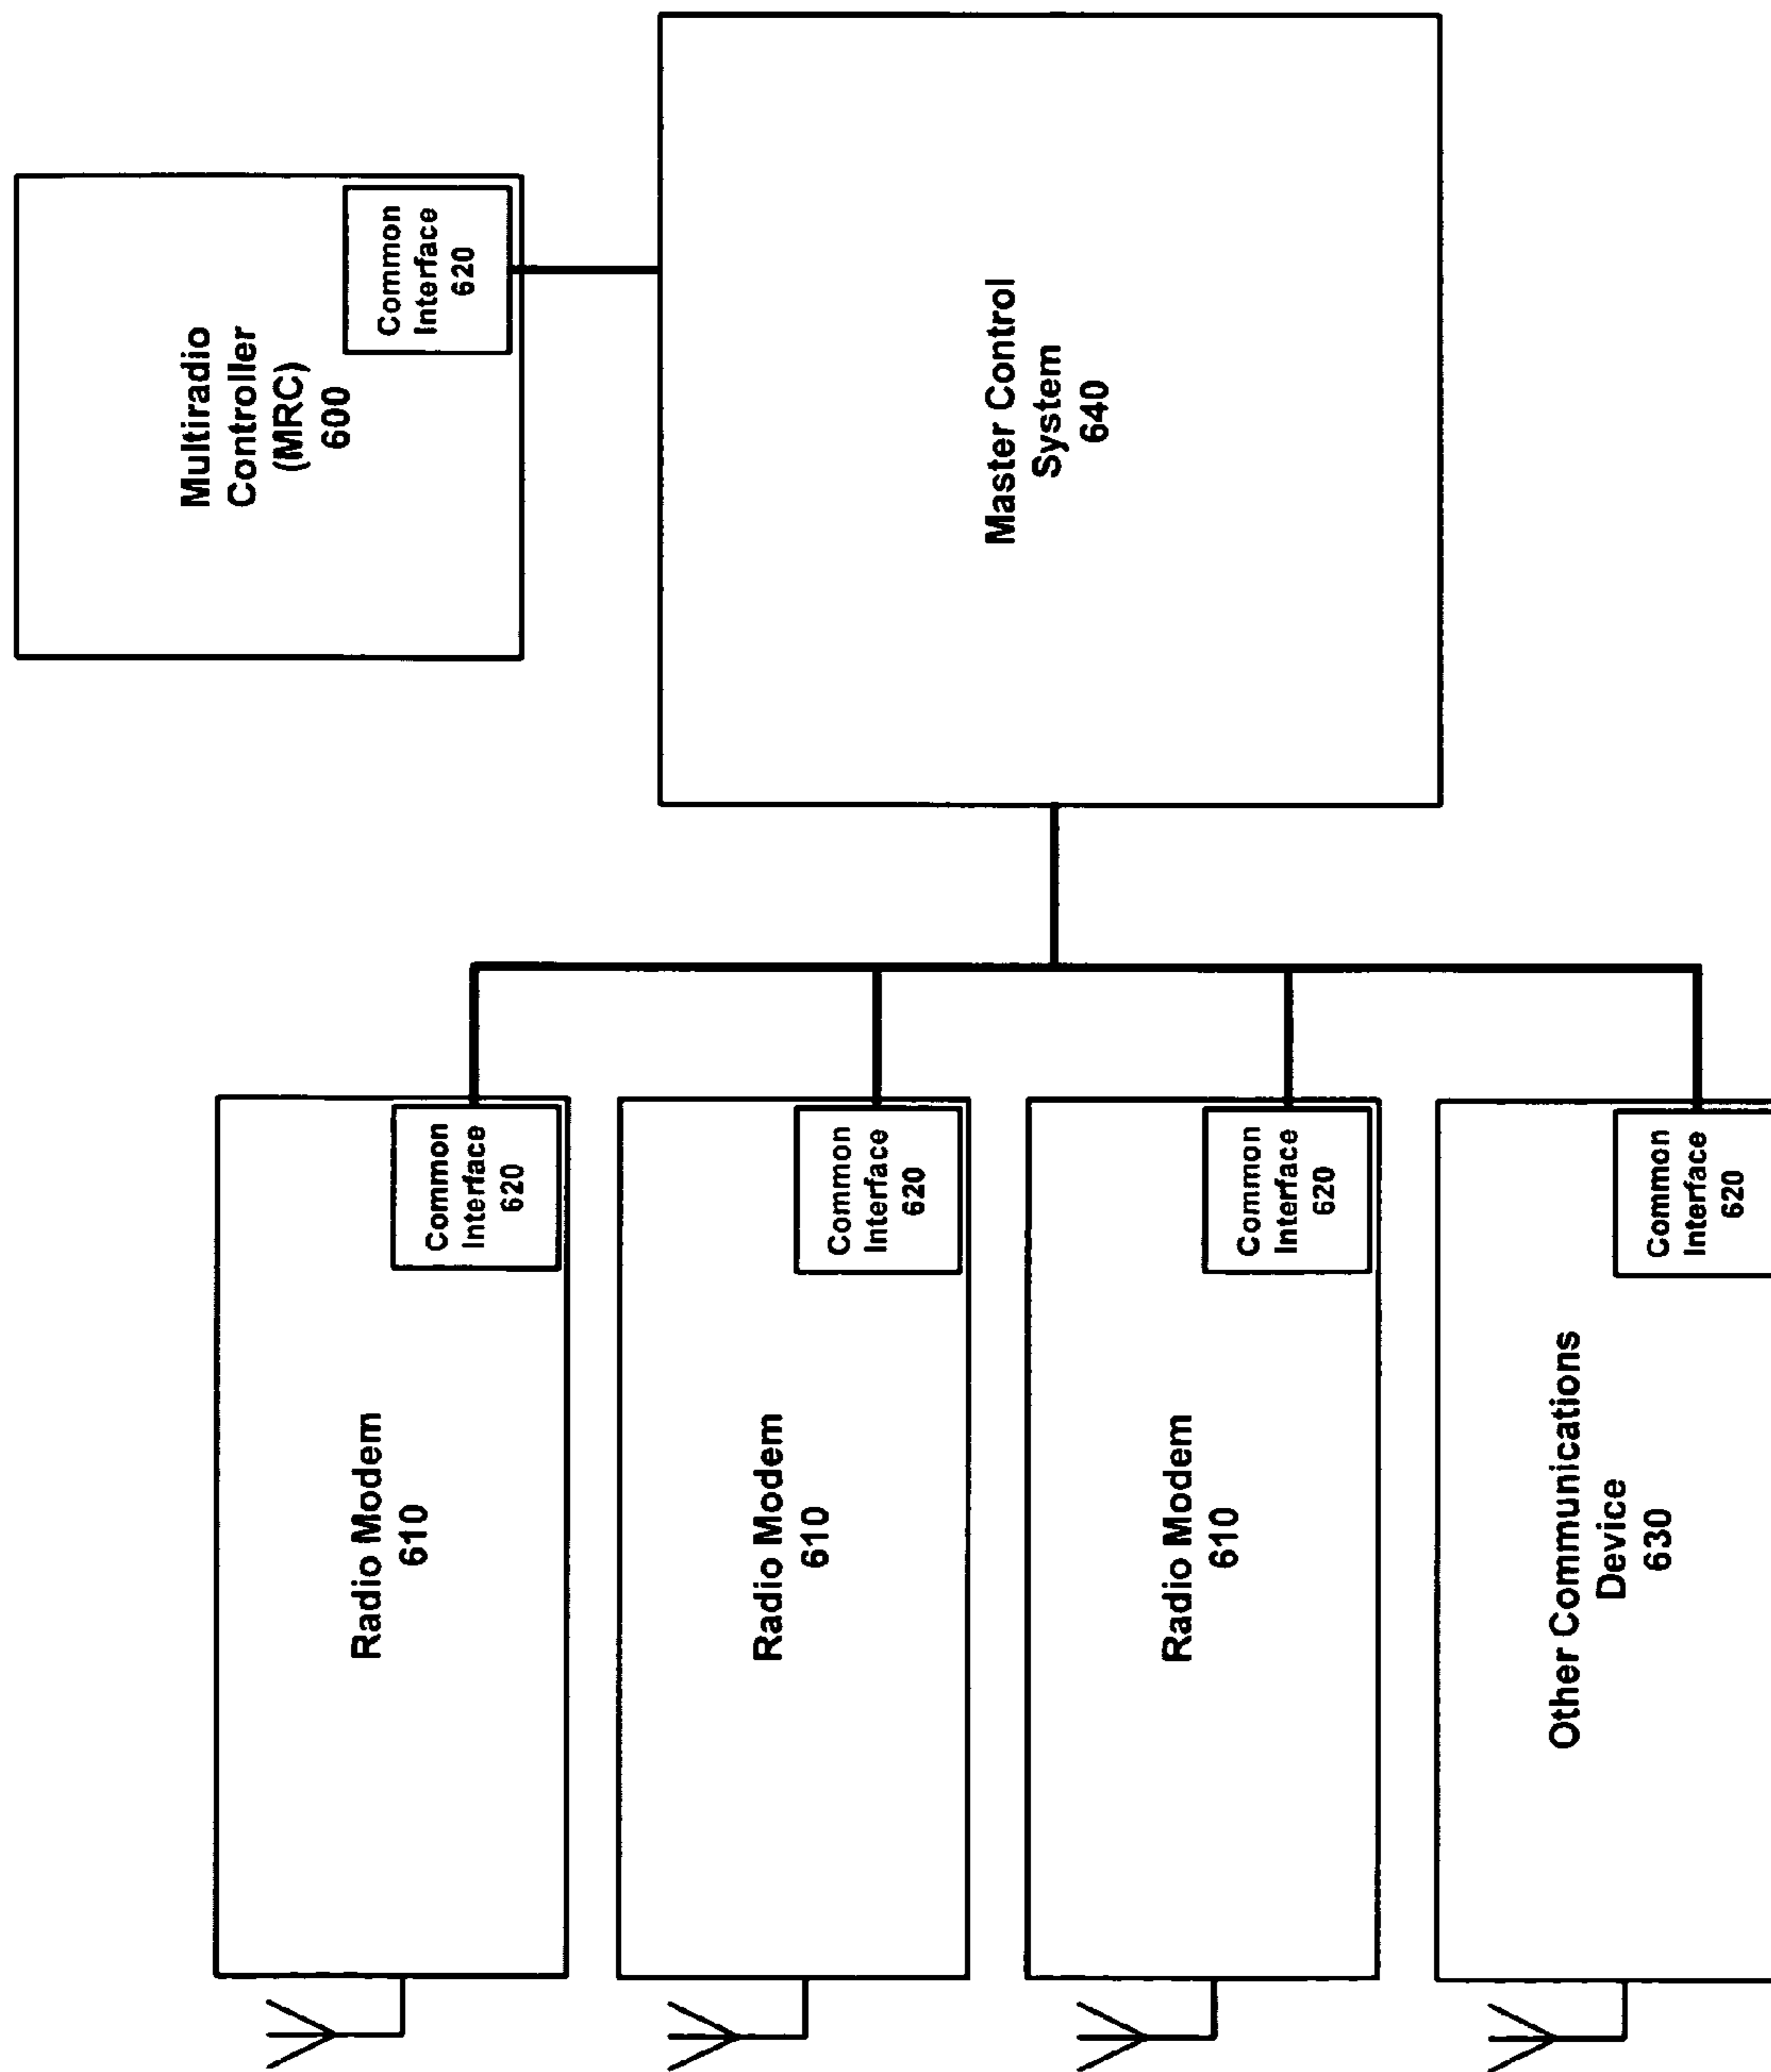 Radio Modem
610
Common
Interface
620
Radio Modem
610
Common
Interface
620
Radio Modem
610
Common
Interface
620
Other Communications
Device
630
Common
Interface
620
Multiradio
Controller
(MRC)
600
Common
Interface
620
Master Control
System
640